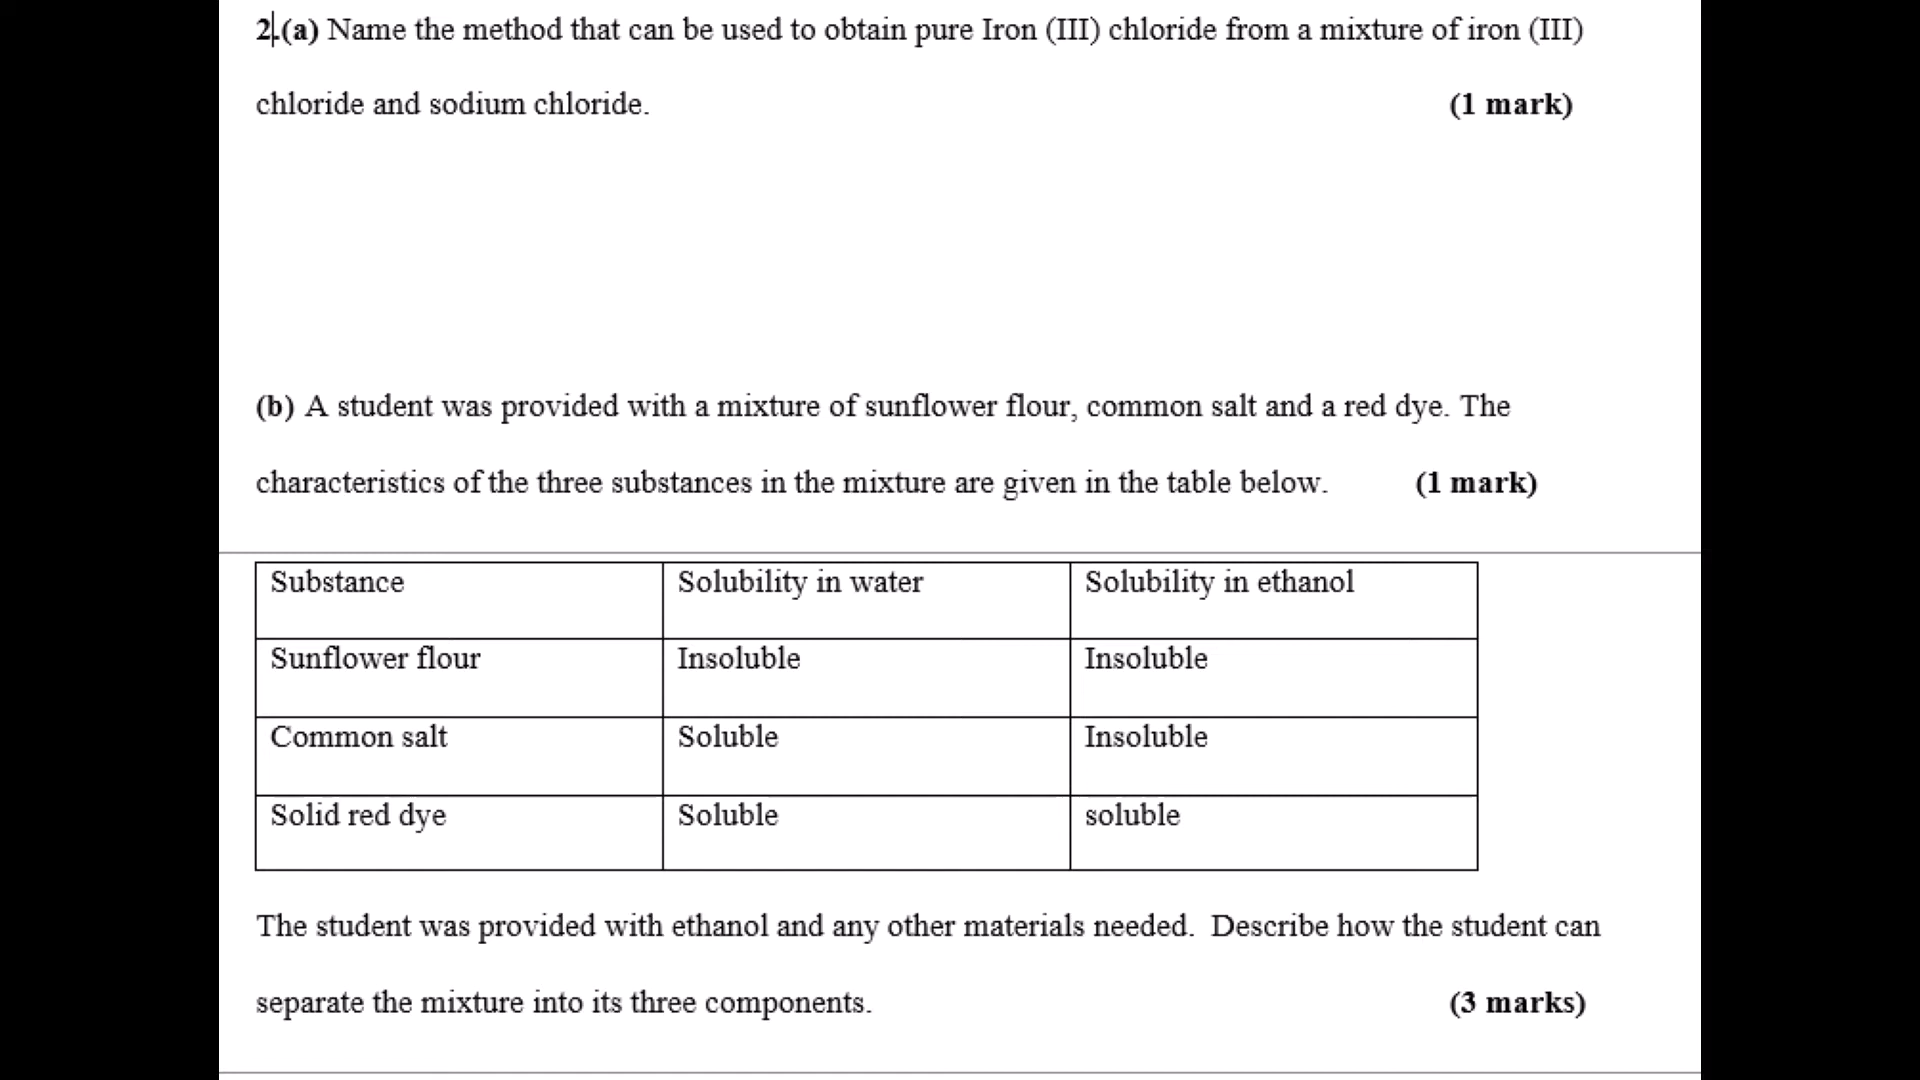 2.(a) Name the method that can be used to obtain pure Iron (III) chloride from a mixture of iron (III)
chloride and sodium chloride. (1 mark)
(b) A student was provided with a mixture of sunflower flour, common salt and a red dye. The
characteristics of the three substances in the mixture are given in the table below. (1 mark)
Substance Solubility in water Solubility in ethanol
Sunflower flour Insoluble Insoluble
Common salt Soluble Insoluble
Solid red dye Soluble soluble
The student was provided with ethanol and any other materials needed. Describe how the student can
separate the mixture into its three components. (3 marks)